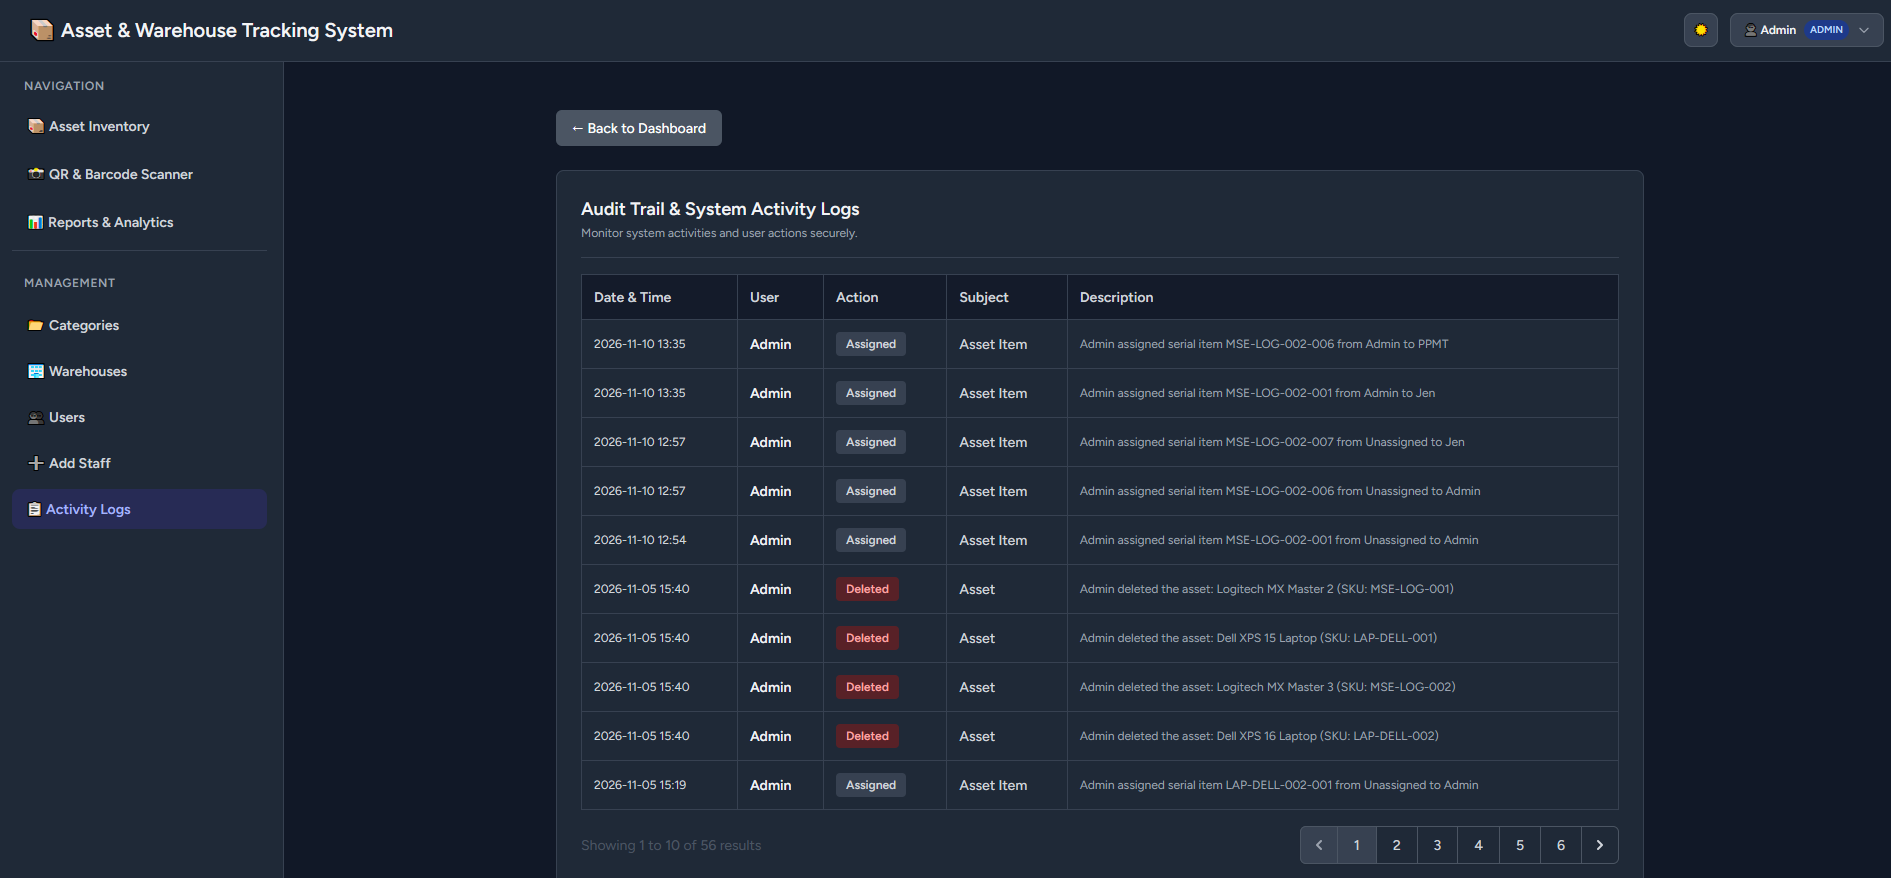 Asset & Warehouse Tracking System
Admin ADMIN
NAVIGATION
Asset Inventory
QR & Barcode Scanner
Reports & Analytics
MANAGEMENT
Categories
Warehouses
Users
Add Staff
Activity Logs
← Back to Dashboard
Audit Trail & System Activity Logs
Monitor system activities and user actions securely.
Date & Time User Action Subject Description
2026-11-10 13:35 Admin Assigned Asset Item Admin assigned serial item MSE-LOG-002-006 from Admin to PPMT
2026-11-10 13:35 Admin Assigned Asset Item Admin assigned serial item MSE-LOG-002-001 from Admin to Jen
2026-11-10 12:57 Admin Assigned Asset Item Admin assigned serial item MSE-LOG-002-007 from Unassigned to Jen
2026-11-10 12:57 Admin Assigned Asset Item Admin assigned serial item MSE-LOG-002-006 from Unassigned to Admin
2026-11-10 12:54 Admin Assigned Asset Item Admin assigned serial item MSE-LOG-002-001 from Unassigned to Admin
2026-11-05 15:40 Admin Deleted Asset Admin deleted the asset: Logitech MX Master 2 (SKU: MSE-LOG-001)
2026-11-05 15:40 Admin Deleted Asset Admin deleted the asset: Dell XPS 15 Laptop (SKU: LAP-DELL-001)
2026-11-05 15:40 Admin Deleted Asset Admin deleted the asset: Logitech MX Master 3 (SKU: MSE-LOG-002)
2026-11-05 15:40 Admin Deleted Asset Admin deleted the asset: Dell XPS 16 Laptop (SKU: LAP-DELL-002)
2026-11-05 15:19 Admin Assigned Asset Item Admin assigned serial item LAP-DELL-002-001 from Unassigned to Admin
Showing 1 to 10 of 56 results
1 2 3 4 5 6